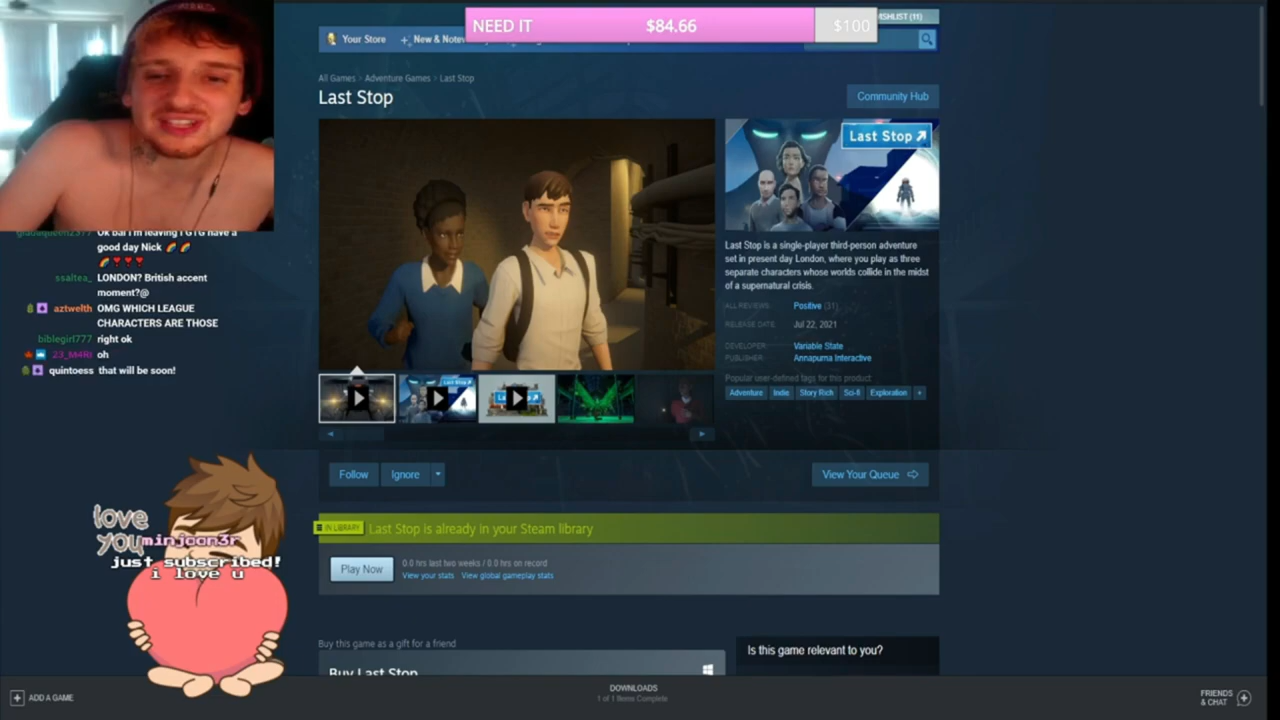 NEED IT
$84.66
$100
ISHLIST (11)
Your Store
New & Note
All Games > Adventure Games > Last Stop
Last Stop
Community Hub
Last Stop
Last Stop is a single-player third-person adventure
set in present day London, where you play as three
separate characters whose worlds collide in the midst
of a supernatural crisis.
ALL REVIEWS: Positive (31)
RELEASE DATE: Jul 22, 2021
DEVELOPER: Variable State
PUBLISHER: Annapurna Interactive
Popular user-defined tags for this product:
Adventure Indie Story Rich Sci-fi Exploration +
Ok bai I'm leaving I GTG have a
good day Nick
ssaltea_ LONDON? British accent
moment?@
aztwelth OMG WHICH LEAGUE
CHARACTERS ARE THOSE
biblegirl777 right ok
23_M4RI oh
quintoess that will be soon!
Follow
Ignore
View Your Queue
IN LIBRARY
Last Stop is already in your Steam library
Play Now
0.0 hrs last two weeks / 0.0 hrs on record
View your stats View global gameplay stats
love
you
minjoon3r
just subscribed!
i love u
Buy this game as a gift for a friend
Buy Last Stop
Is this game relevant to you?
ADD A GAME
DOWNLOADS
1 of 1 Items Complete
FRIENDS
& CHAT